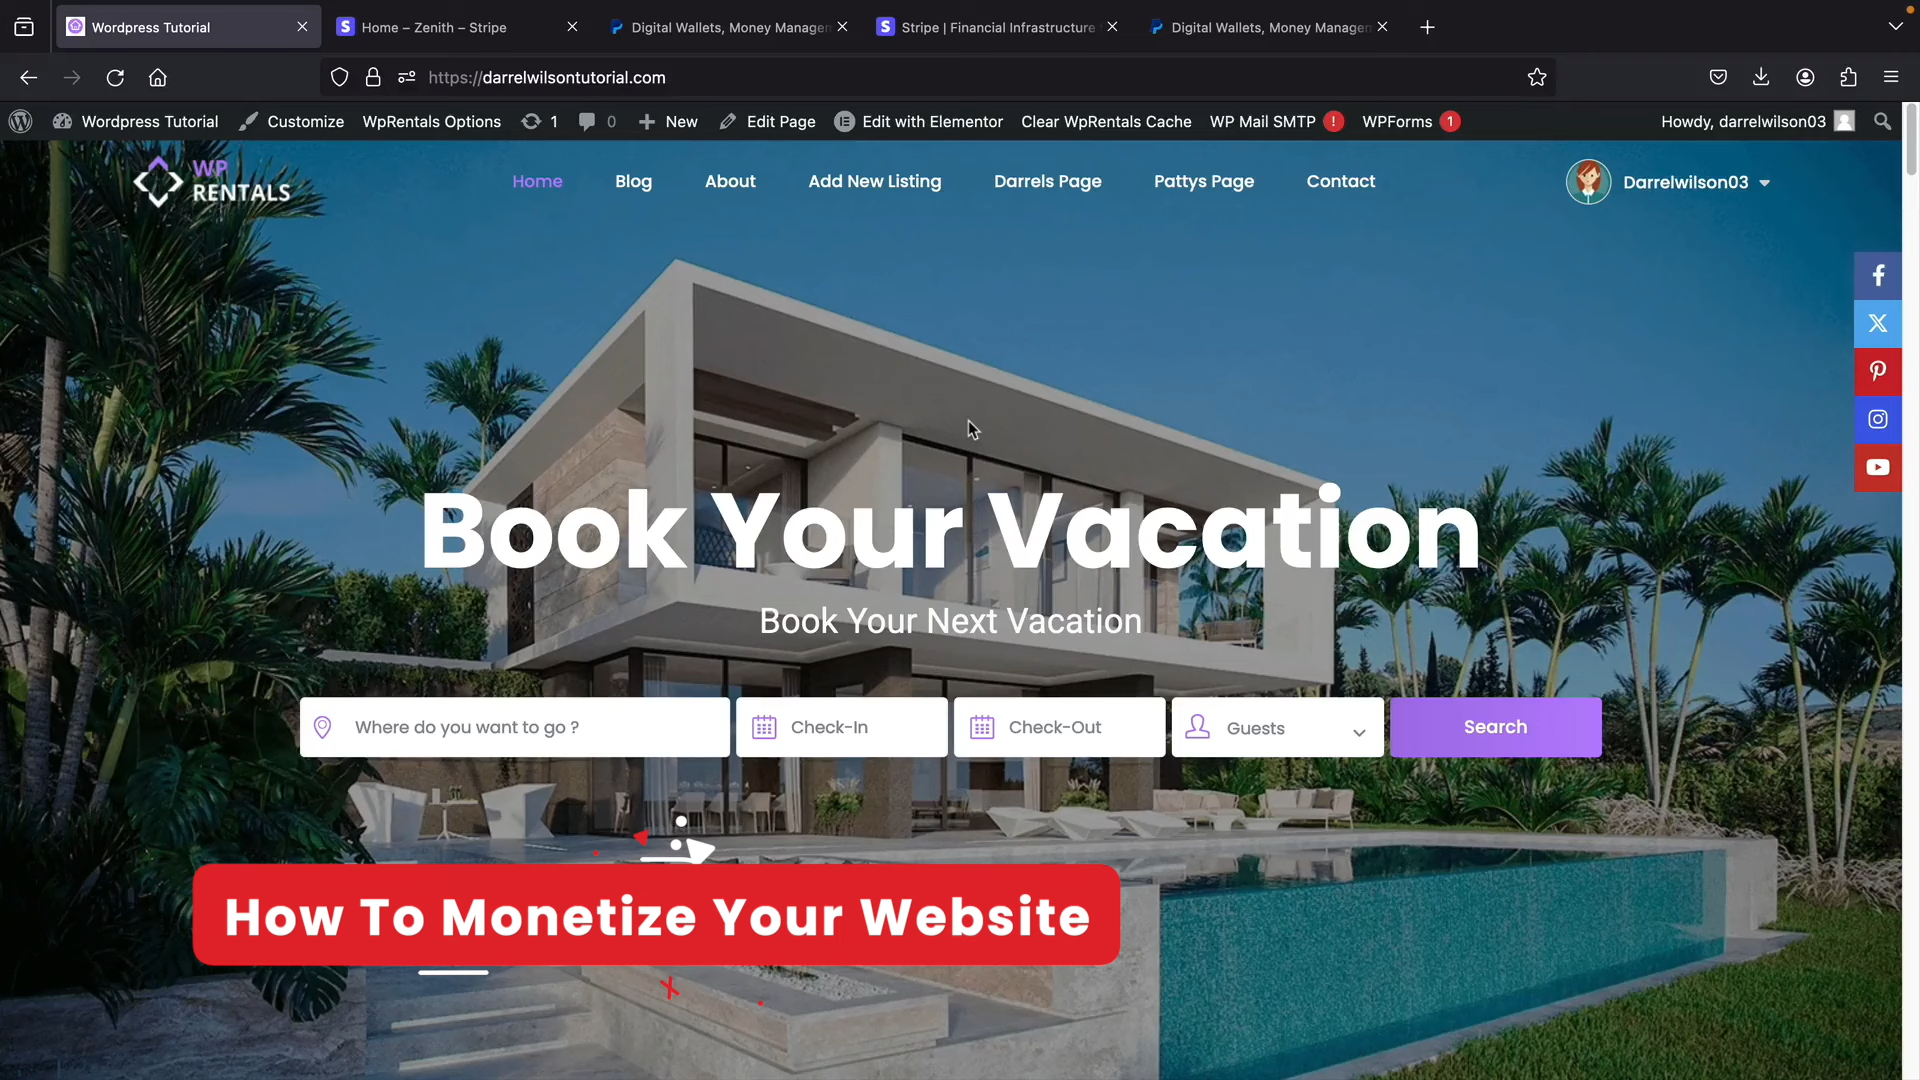 Wordpress Tutorial
Home – Zenith – Stripe
Digital Wallets, Money Managem
Stripe | Financial Infrastructure
Digital Wallets, Money Managem
https://darrelwilsontutorial.com
Wordpress Tutorial
Customize
WpRentals Options
1
0
New
Edit Page
Edit with Elementor
Clear WpRentals Cache
WP Mail SMTP !
WPForms 1
Howdy, darrelwilson03
WP
RENTALS
Home
Blog
About
Add New Listing
Darrels Page
Pattys Page
Contact
Darrelwilson03
Book Your Vacation
Book Your Next Vacation
Where do you want to go ?
Check-In
Check-Out
Guests
Search
How To Monetize Your Website